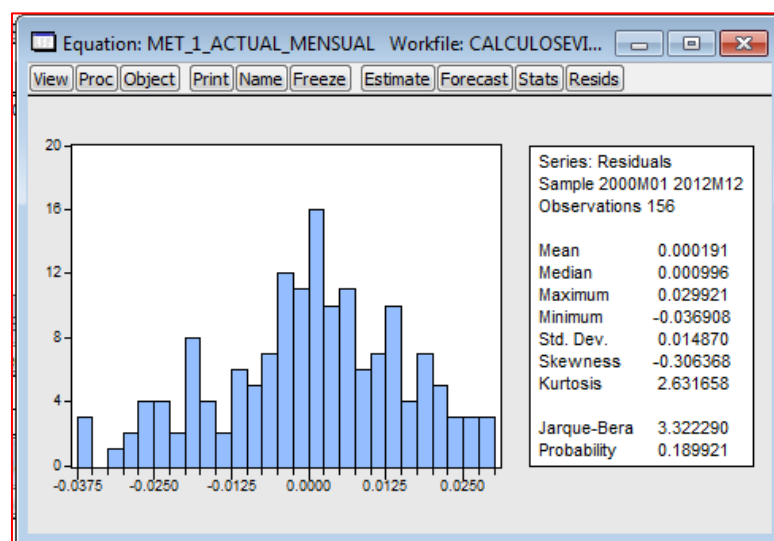 Equation: MET_1_ACTUAL_MENSUAL Workfile: CALCULOSEVI...
View Proc Object Print Name Freeze Estimate Forecast Stats Resids
20
16
12
8
4
0
-0.0375 -0.0250 -0.0125 0.0000 0.0125 0.0250
Series: Residuals
Sample 2000M01 2012M12
Observations 156
Mean 0.000191
Median 0.000996
Maximum 0.029921
Minimum -0.036908
Std. Dev. 0.014870
Skewness -0.306368
Kurtosis 2.631658
Jarque-Bera 3.322290
Probability 0.189921